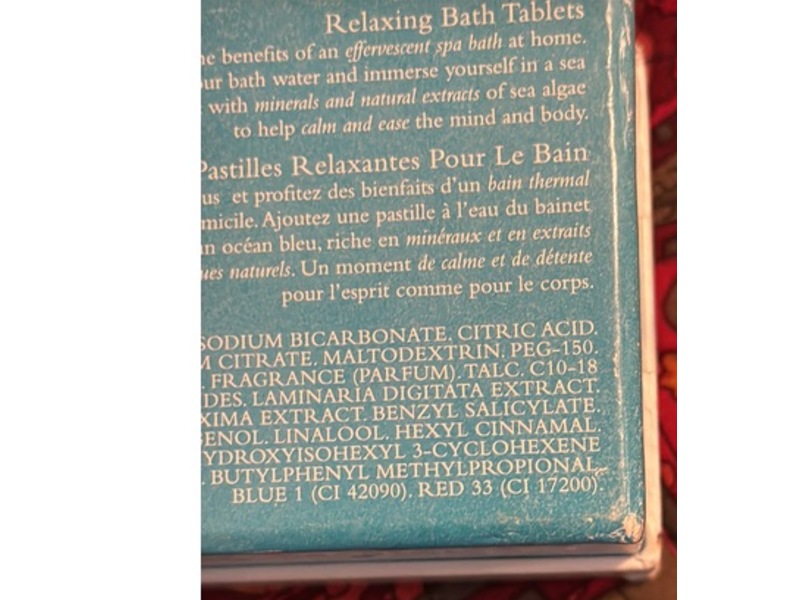 Relaxing Bath Tablets
benefits of an effervescent spa bath at home.
bath water and immerse yourself in a sea
with minerals and natural extracts of sea algae
to help calm and ease the mind and body.
Pastilles Relaxantes Pour Le Bain
et profitez des bienfaits d'un bain thermal
Ajoutez une pastille à l'eau du bainet
océan bleu, riche en minéraux et en extraits
naturels. Un moment de calme et de détente
pour l'esprit comme pour le corps.
SODIUM BICARBONATE. CITRIC ACID.
CITRATE. MALTODEXTRIN. PEG-150.
. FRAGRANCE (PARFUM). TALC. C10-18
LAMINARIA DIGITATA EXTRACT.
EXTRACT. BENZYL SALICYLATE.
LINALOOL. HEXYL CINNAMAL.
3-CYCLOHEXENE
. BUTYLPHENYL METHYLPROPIONAL.
BLUE 1 (CI 42090). RED 33 (CI 17200).